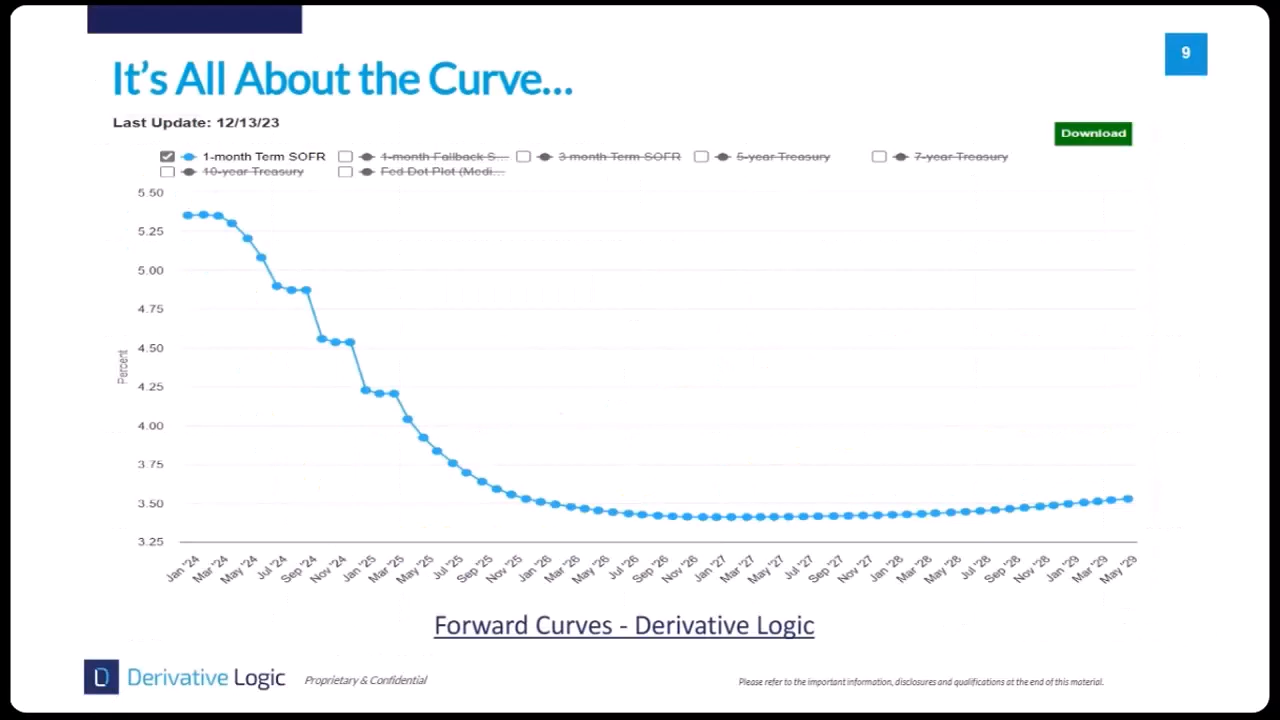 9
It's All About the Curve...
Last Update: 12/13/23
Download
1-month Term SOFR 1-month Fallback S... 3-month Term SOFR 5-year Treasury 7-year Treasury
10-year Treasury Fed Dot Plot (Medi...
5.50
5.25
5.00
4.75
4.50
4.25
4.00
3.75
3.50
3.25
Percent
Jan '24 Mar '24 May '24 Jul '24 Sep '24 Nov '24 Jan '25 Mar '25 May '25 Jul '25 Sep '25 Nov '25 Jan '26 Mar '26 May '26 Jul '26 Sep '26 Nov '26 Jan '27 Mar '27 May '27 Jul '27 Sep '27 Nov '27 Jan '28 Mar '28 May '28 Jul '28 Sep '28 Nov '28 Jan '29 Mar '29 May '29
Forward Curves - Derivative Logic
D Derivative Logic Proprietary & Confidential
Please refer to the important information, disclosures and qualifications at the end of this material.